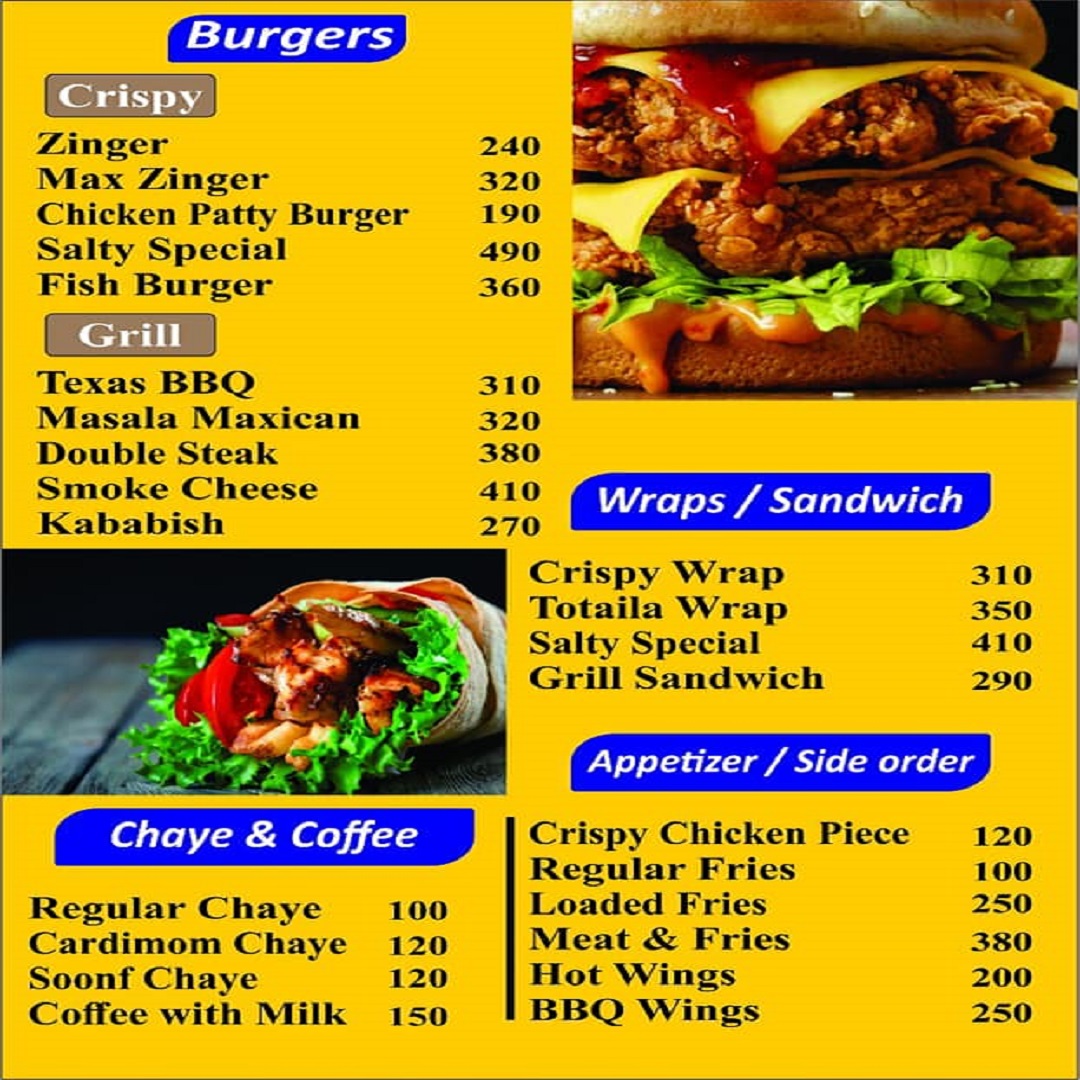 Burgers
Crispy
Zinger 240
Max Zinger 320
Chicken Patty Burger 190
Salty Special 490
Fish Burger 360
Grill
Texas BBQ 310
Masala Maxican 320
Double Steak 380
Smoke Cheese 410
Kababish 270
Wraps / Sandwich
Crispy Wrap 310
Totaila Wrap 350
Salty Special 410
Grill Sandwich 290
Appetizer / Side order
Crispy Chicken Piece 120
Regular Fries 100
Loaded Fries 250
Meat & Fries 380
Hot Wings 200
BBQ Wings 250
Chaye & Coffee
Regular Chaye 100
Cardimom Chaye 120
Soonf Chaye 120
Coffee with Milk 150